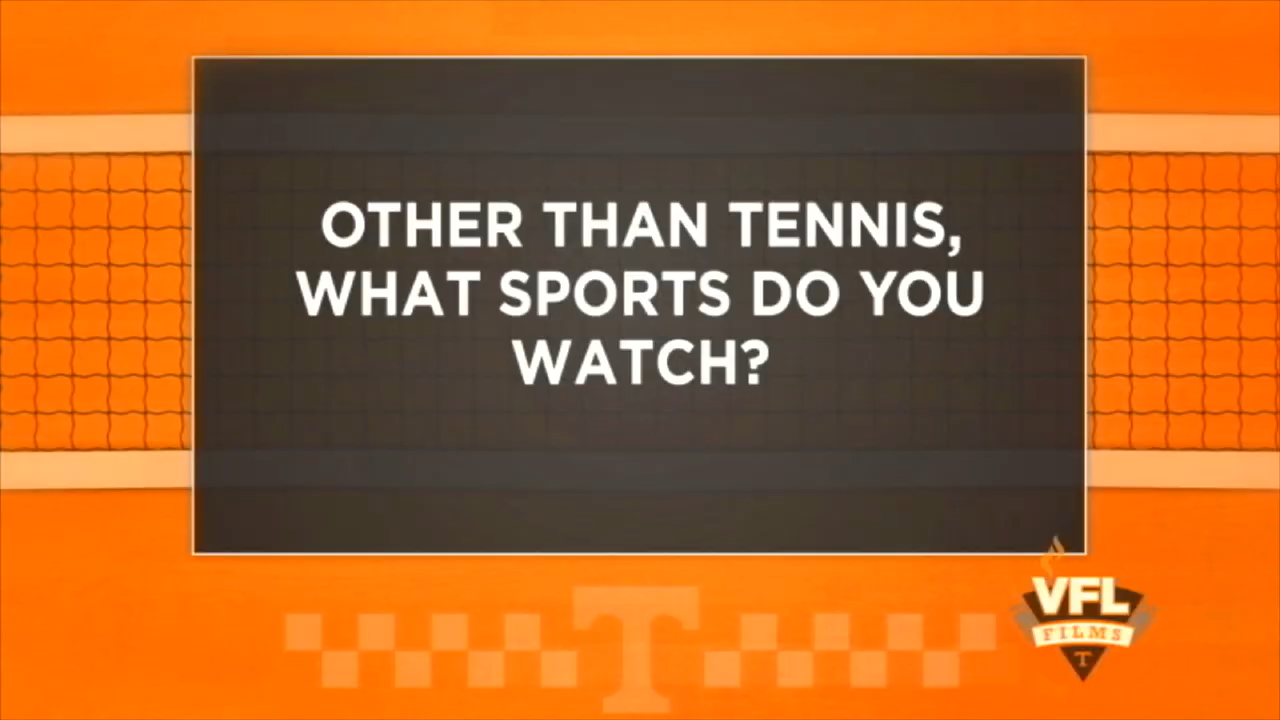 OTHER THAN TENNIS,
WHAT SPORTS DO YOU
WATCH?
T
VFL
FILMS
T